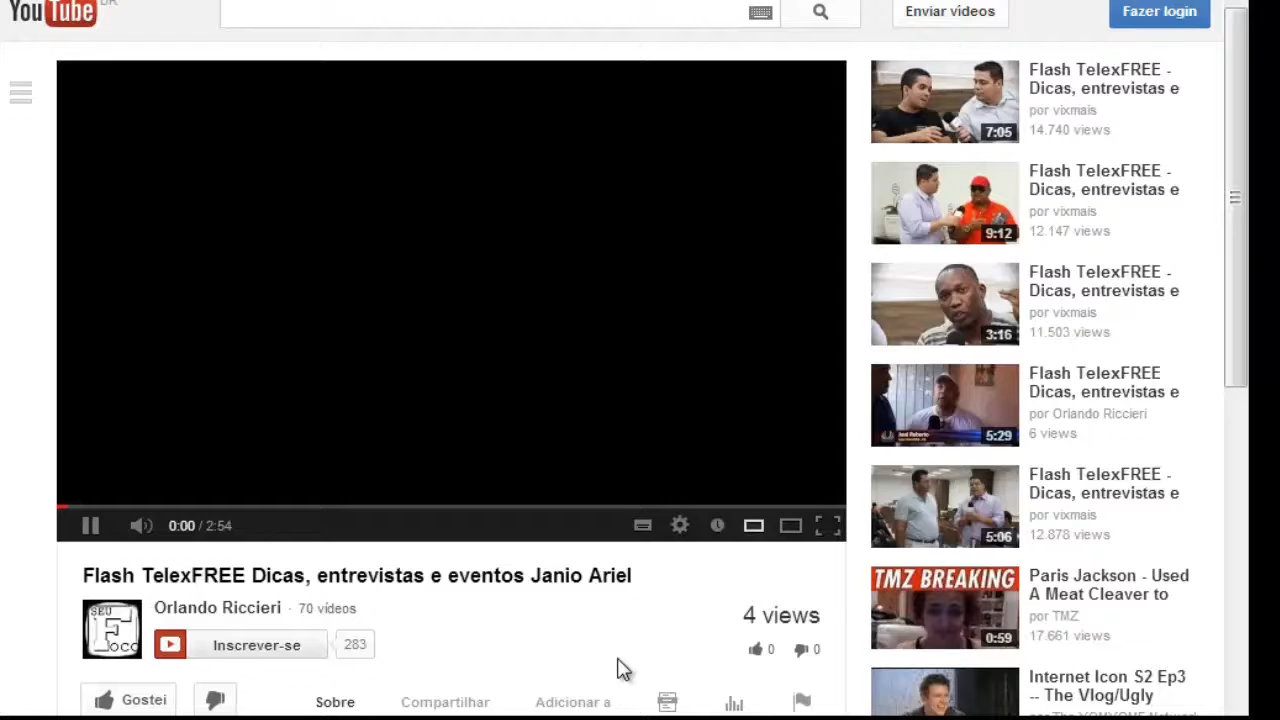 YouTube BR
Enviar vídeos
Fazer login
0:00 / 2:54
Flash TelexFREE Dicas, entrevistas e eventos Janio Ariel
SEU
Foco
Orlando Riccieri · 70 vídeos
Inscrever-se 283
4 views
0 0
Gostei
Sobre
Compartilhar
Adicionar a
7:05
Flash TelexFREE -
Dicas, entrevistas e
por vixmais
14.740 views
9:12
Flash TelexFREE -
Dicas, entrevistas e
por vixmais
12.147 views
3:16
Flash TelexFREE -
Dicas, entrevistas e
por vixmais
11.503 views
5:29
Flash TelexFREE
Dicas, entrevistas e
por Orlando Riccieri
6 views
5:06
Flash TelexFREE -
Dicas, entrevistas e
por vixmais
12.878 views
TMZ BREAKING
0:59
Paris Jackson - Used
A Meat Cleaver to
por TMZ
17.661 views
Internet Icon S2 Ep3
-- The Vlog/Ugly